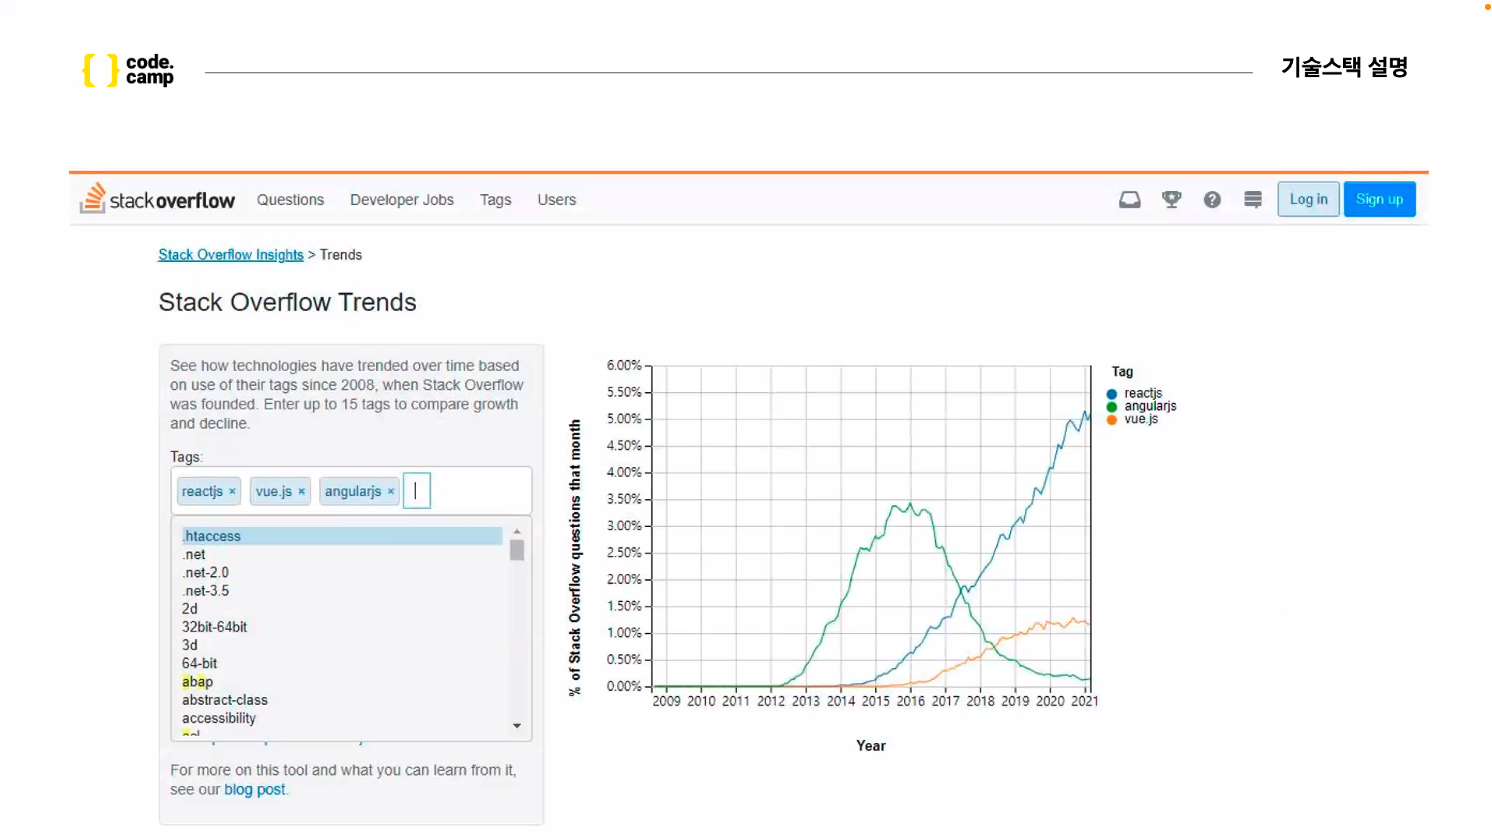 { } code.
camp
기술스택 설명
stackoverflow Questions Developer Jobs Tags Users Log in Sign up
Stack Overflow Insights > Trends
Stack Overflow Trends
See how technologies have trended over time based
on use of their tags since 2008, when Stack Overflow
was founded. Enter up to 15 tags to compare growth
and decline.
Tags:
reactjs × vue.js × angularjs ×
.htaccess
.net
.net-2.0
.net-3.5
2d
32bit-64bit
3d
64-bit
abap
abstract-class
accessibility
For more on this tool and what you can learn from it,
see our blog post.
% of Stack Overflow questions that month
6.00%
5.50%
5.00%
4.50%
4.00%
3.50%
3.00%
2.50%
2.00%
1.50%
1.00%
0.50%
0.00%
2009 2010 2011 2012 2013 2014 2015 2016 2017 2018 2019 2020 2021
Year
Tag
reactjs
angularjs
vue.js